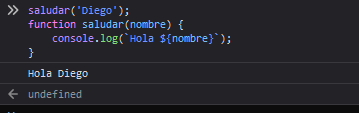 saludar('Diego');
function saludar(nombre) {
    console.log(`Hola ${nombre}`);
}
Hola Diego
undefined